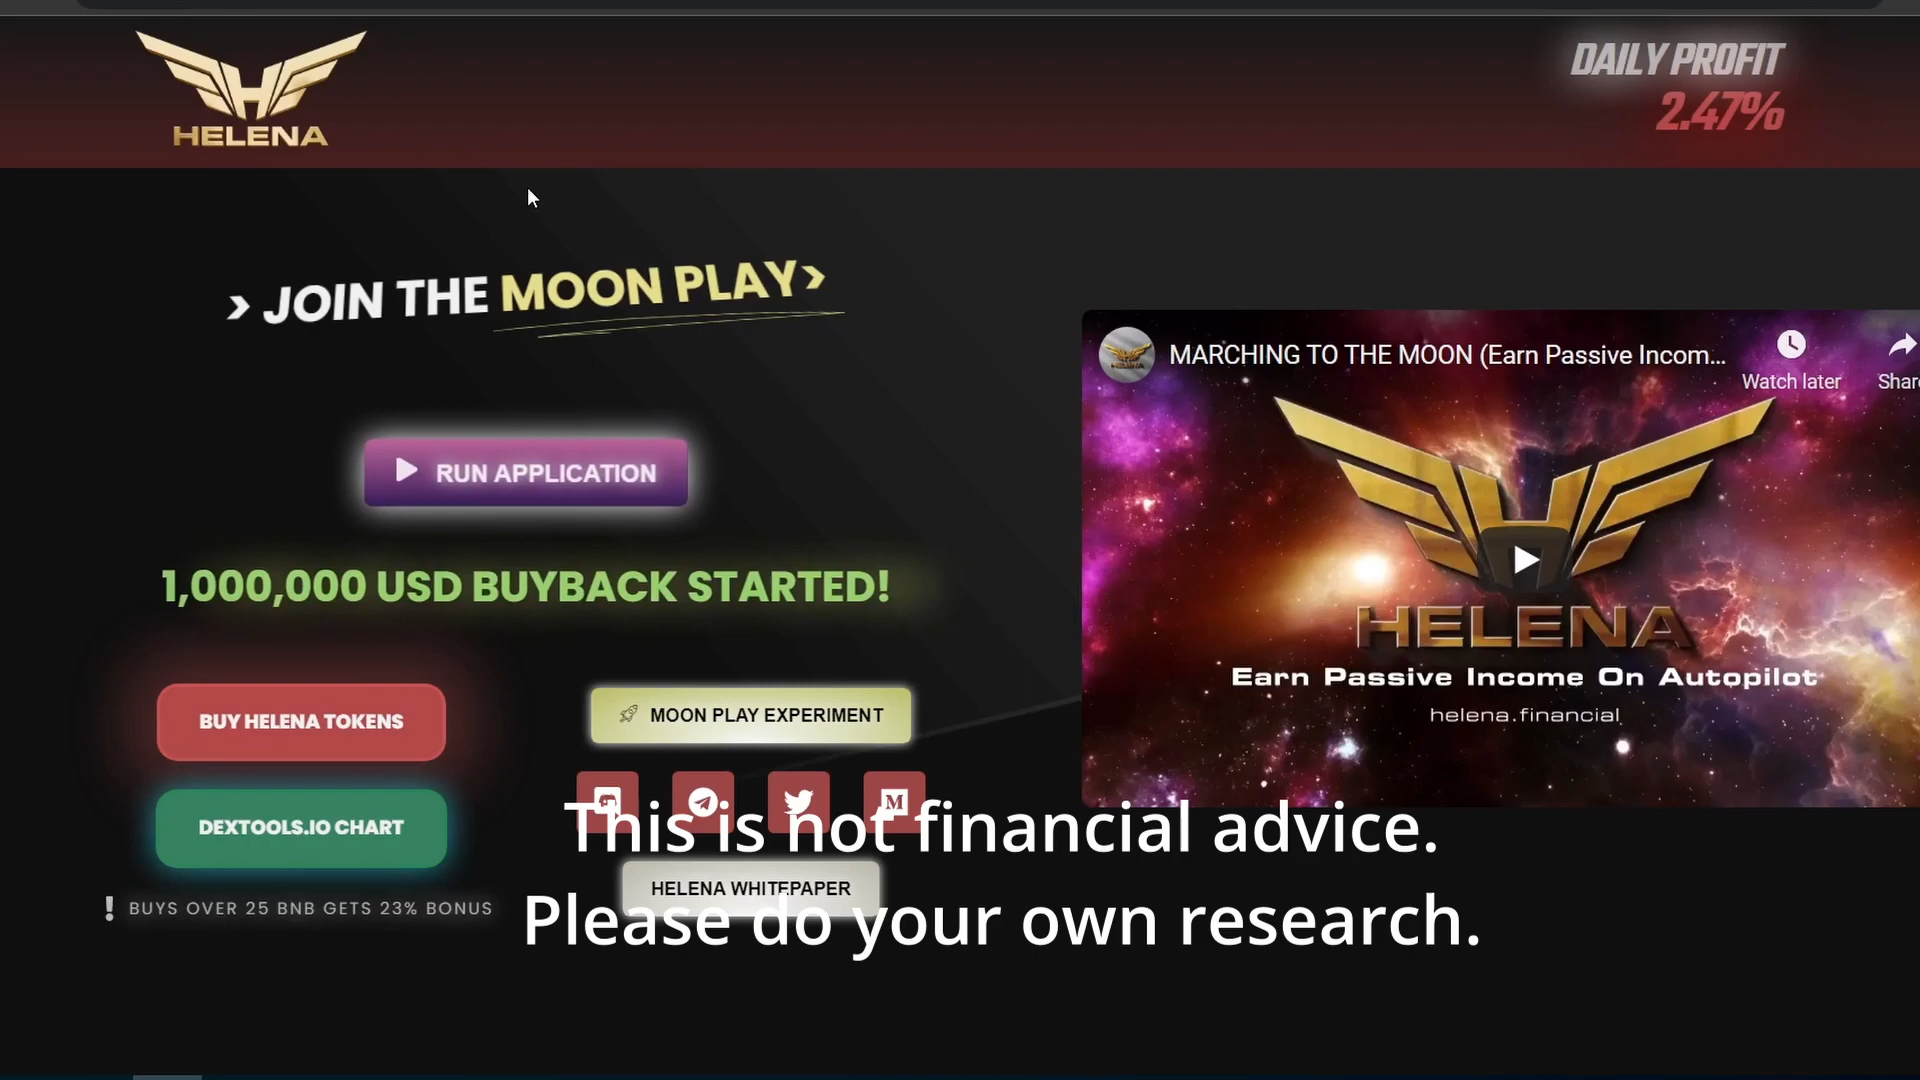 HELENA
DAILY PROFIT
2.47%
> JOIN THE MOON PLAY>
RUN APPLICATION
1,000,000 USD BUYBACK STARTED!
BUY HELENA TOKENS
DEXTOOLS.IO CHART
! BUYS OVER 25 BNB GETS 23% BONUS
MOON PLAY EXPERIMENT
M
HELENA WHITEPAPER
MARCHING TO THE MOON (Earn Passive Incom...
Watch later
Share
HELENA
Earn Passive Income On Autopilot
helena.financial
This is not financial advice.
Please do your own research.